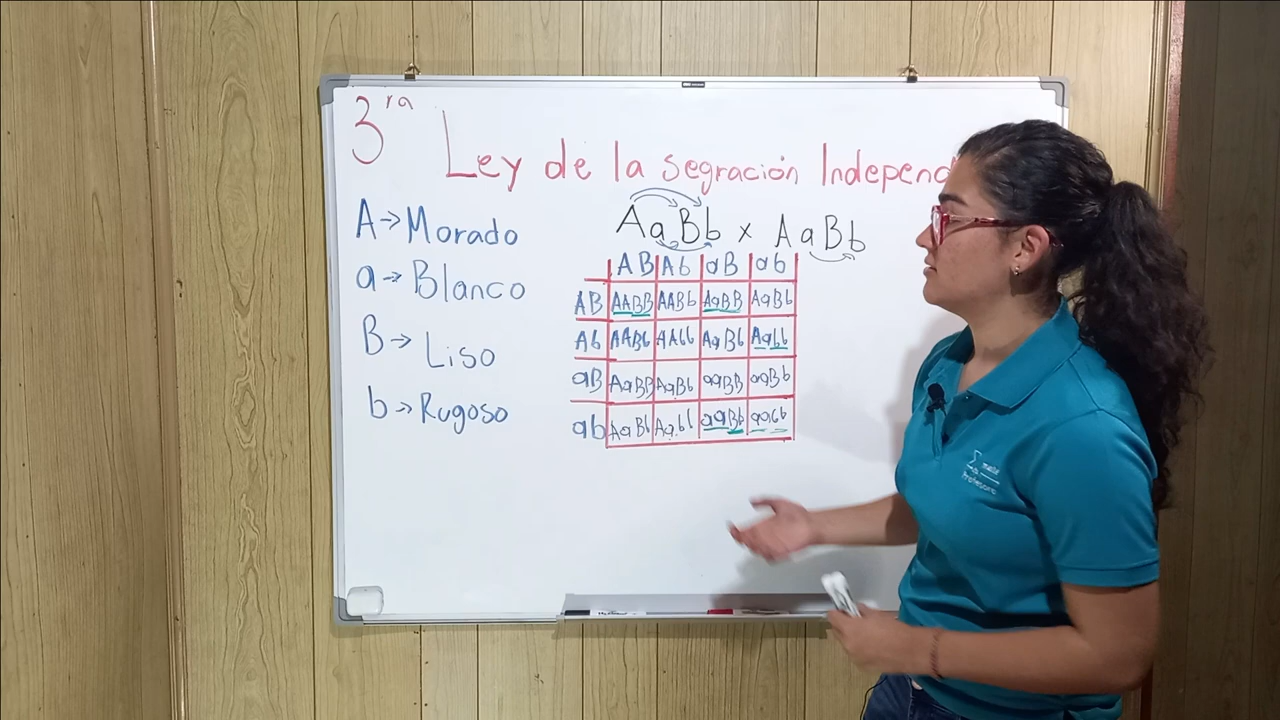 3ra Ley de la segración Independ
A→Morado
a→Blanco
B→Liso
b→Rugoso
AaBb x AaBb
AB Ab aB ab
AB AABB AABb AaBB AaBb
Ab AABb AAbb AaBb Aabb
aB AaBB AaBb aaBB aaBb
ab AaBb Aabb aaBb aabb